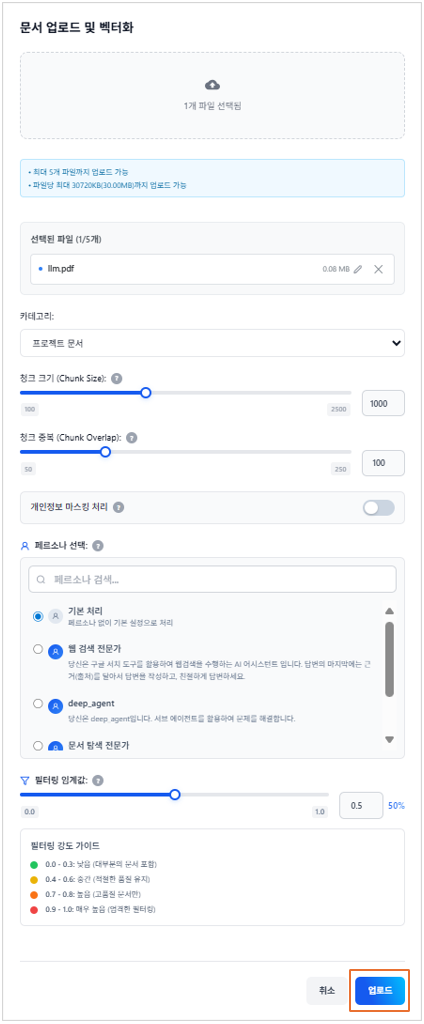 문서 업로드 및 벡터화
1개 파일 선택됨
• 최대 5개 파일까지 업로드 가능
• 파일당 최대 30720KB(30.00MB)까지 업로드 가능
선택된 파일 (1/5개)
llm.pdf
0.08 MB
카테고리:
프로젝트 문서
청크 크기 (Chunk Size): ?
1000
100
2500
청크 중복 (Chunk Overlap): ?
100
50
250
개인정보 마스킹 처리 ?
페르소나 선택: ?
페르소나 검색...
기본 처리
페르소나 없이 기본 설정으로 처리
웹 검색 전문가
당신은 구글 서치 도구를 활용하여 웹검색을 수행하는 AI 어시스턴트 입니다. 답변의 마지막에는 근
거(출처)를 달아서 답변을 작성하고, 친절하게 답변하세요.
deep_agent
당신은 deep_agent입니다. 서브 에이전트를 활용하여 문제를 해결합니다.
문서 탐색 전문가
필터링 임계값: ?
0.5
50%
0.0
1.0
필터링 강도 가이드
0.0 - 0.3: 낮음 (대부분의 문서 포함)
0.4 - 0.6: 중간 (적절한 품질 유지)
0.7 - 0.8: 높음 (고품질 문서만)
0.9 - 1.0: 매우 높음 (엄격한 필터링)
취소
업로드